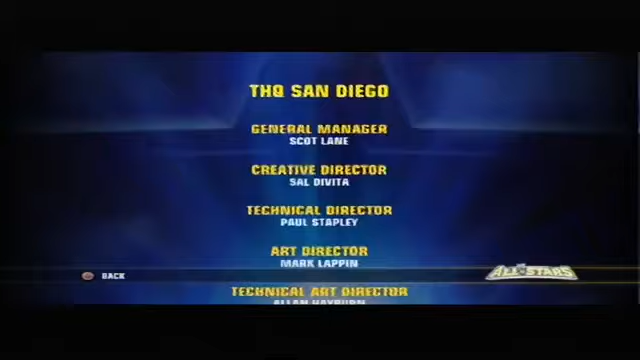 THQ SAN DIEGO
GENERAL MANAGER
SCOT LANE
CREATIVE DIRECTOR
SAL DIVITA
TECHNICAL DIRECTOR
PAUL STAPLEY
ART DIRECTOR
MARK LAPPIN
BACK
ALL STARS
TECHNICAL ART DIRECTOR
ALLAN